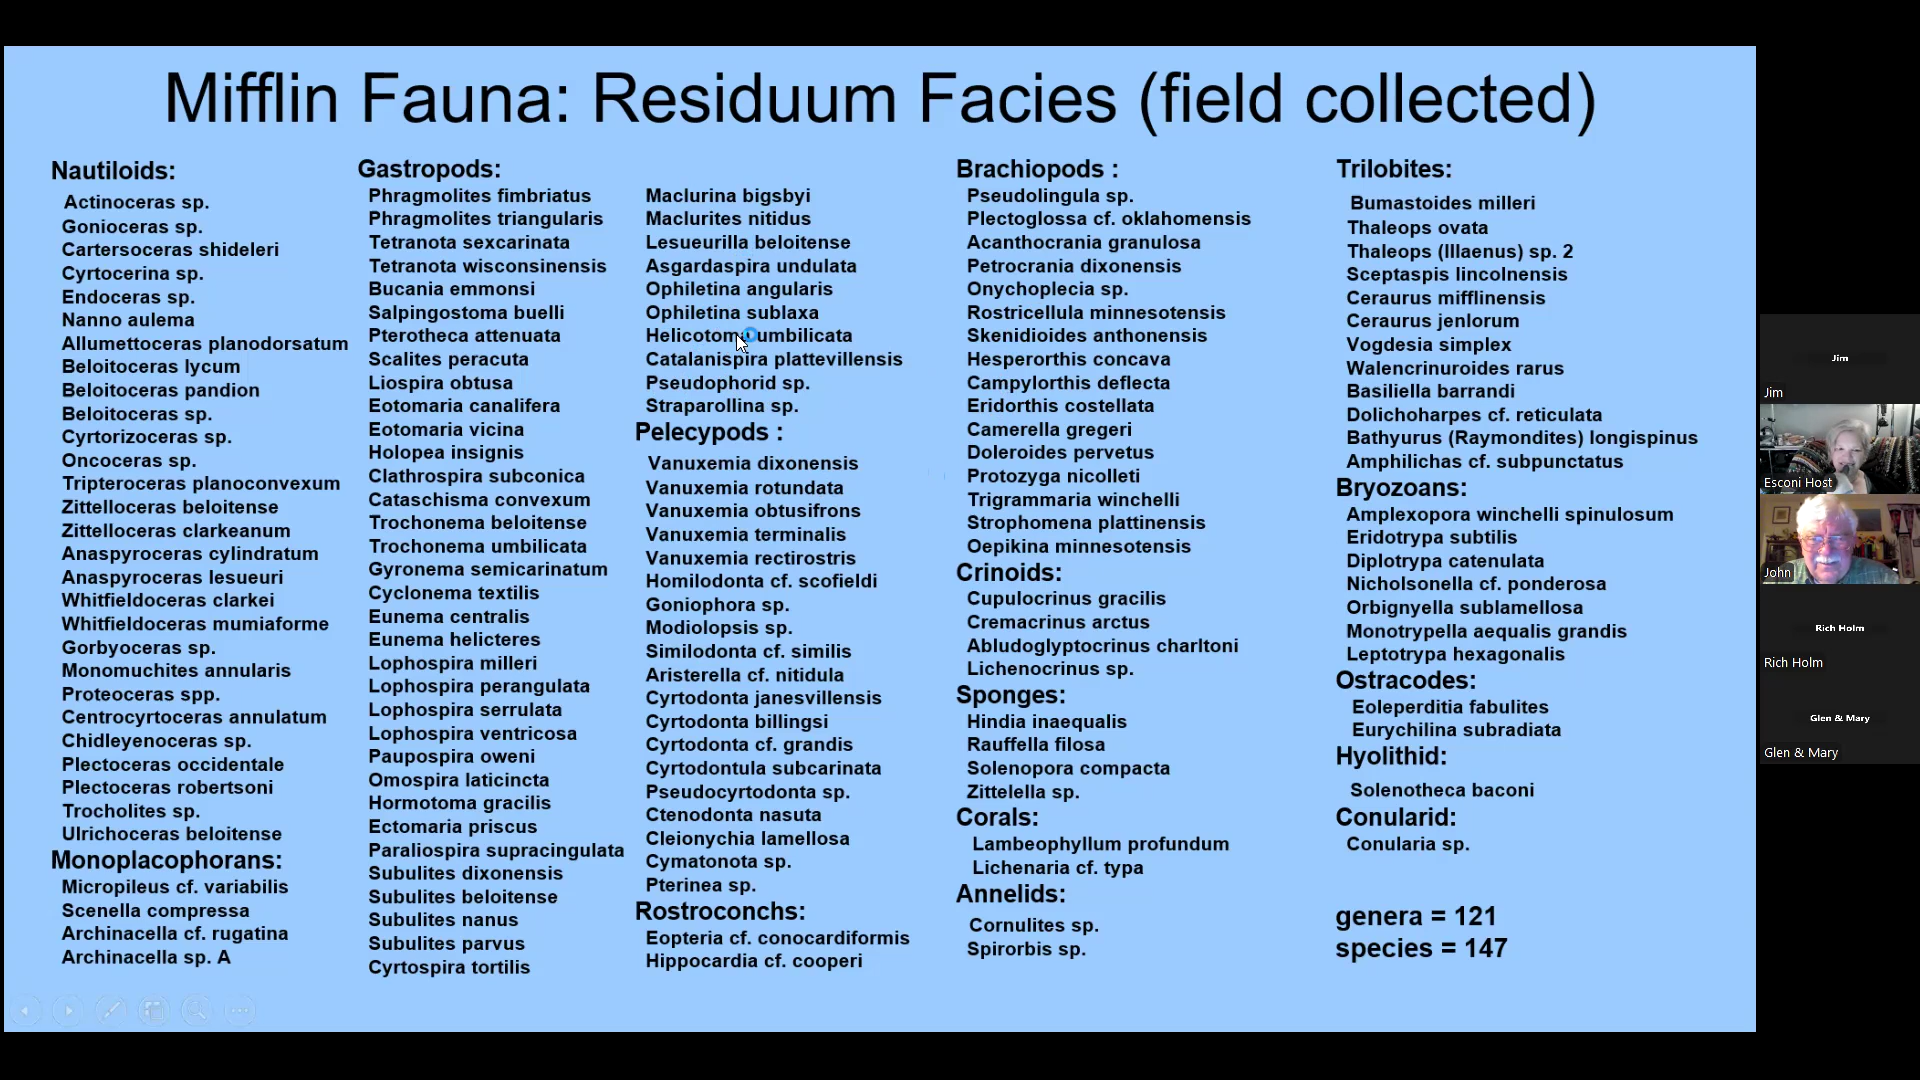 Mifflin Fauna: Residuum Facies (field collected)
Nautiloids:
Actinoceras sp.
Gonioceras sp.
Cartersoceras shideleri
Cyrtocerina sp.
Endoceras sp.
Nanno aulema
Allumettoceras planodorsatum
Beloitoceras lycum
Beloitoceras pandion
Beloitoceras sp.
Cyrtorizoceras sp.
Oncoceras sp.
Tripteroceras planoconvexum
Zittelloceras beloitense
Zittelloceras clarkeanum
Anaspyroceras cylindratum
Anaspyroceras lesueuri
Whitfieldoceras clarkei
Whitfieldoceras mumiaforme
Gorbyoceras sp.
Monomuchites annularis
Proteoceras spp.
Centrocyrtoceras annulatum
Chidleyenoceras sp.
Plectoceras occidentale
Plectoceras robertsoni
Trocholites sp.
Ulrichoceras beloitense
Monoplacophorans:
Micropileus cf. variabilis
Scenella compressa
Archinacella cf. rugatina
Archinacella sp. A
Gastropods:
Phragmolites fimbriatus
Phragmolites triangularis
Tetranota sexcarinata
Tetranota wisconsinensis
Bucania emmonsi
Salpingostoma buelli
Pterotheca attenuata
Scalites peracuta
Liospira obtusa
Eotomaria canalifera
Eotomaria vicina
Holopea insignis
Clathrospira subconica
Cataschisma convexum
Trochonema beloitense
Trochonema umbilicata
Gyronema semicarinatum
Cyclonema textilis
Eunema centralis
Eunema helicteres
Lophospira milleri
Lophospira perangulata
Lophospira serrulata
Lophospira ventricosa
Paupospira oweni
Omospira laticincta
Hormotoma gracilis
Ectomaria priscus
Paraliospira supracingulata
Subulites dixonensis
Subulites beloitense
Subulites nanus
Subulites parvus
Cyrtospira tortilis
Maclurina bigsbyi
Maclurites nitidus
Lesueurilla beloitense
Asgardaspira undulata
Ophiletina angularis
Ophiletina sublaxa
Helicotoma umbilicata
Catalanispira plattevillensis
Pseudophorid sp.
Straparollina sp.
Pelecypods :
Vanuxemia dixonensis
Vanuxemia rotundata
Vanuxemia obtusifrons
Vanuxemia terminalis
Vanuxemia rectirostris
Homilodonta cf. scofieldi
Goniophora sp.
Modiolopsis sp.
Similodonta cf. similis
Aristerella cf. nitidula
Cyrtodonta janesvillensis
Cyrtodonta billingsi
Cyrtodonta cf. grandis
Cyrtodontula subcarinata
Pseudocyrtodonta sp.
Ctenodonta nasuta
Cleionychia lamellosa
Cymatonota sp.
Pterinea sp.
Rostroconchs:
Eopteria cf. conocardiformis
Hippocardia cf. cooperi
Brachiopods :
Pseudolingula sp.
Plectoglossa cf. oklahomensis
Acanthocrania granulosa
Petrocrania dixonensis
Onychoplecia sp.
Rostricellula minnesotensis
Skenidioides anthonensis
Hesperorthis concava
Campylorthis deflecta
Eridorthis costellata
Camerella gregeri
Doleroides pervetus
Protozyga nicolleti
Trigrammaria winchelli
Strophomena plattinensis
Oepikina minnesotensis
Crinoids:
Cupulocrinus gracilis
Cremacrinus arctus
Abludoglyptocrinus charltoni
Lichenocrinus sp.
Sponges:
Hindia inaequalis
Rauffella filosa
Solenopora compacta
Zittelella sp.
Corals:
Lambeophyllum profundum
Lichenaria cf. typa
Annelids:
Cornulites sp.
Spirorbis sp.
Trilobites:
Bumastoides milleri
Thaleops ovata
Thaleops (Illaenus) sp. 2
Sceptaspis lincolnensis
Ceraurus mifflinensis
Ceraurus jenlorum
Vogdesia simplex
Walencrinuroides rarus
Basiliella barrandi
Dolichoharpes cf. reticulata
Bathyurus (Raymondites) longispinus
Amphilichas cf. subpunctatus
Bryozoans:
Amplexopora winchelli spinulosum
Eridotrypa subtilis
Diplotrypa catenulata
Nicholsonella cf. ponderosa
Orbignyella sublamellosa
Monotrypella aequalis grandis
Leptotrypa hexagonalis
Ostracodes:
Eoleperditia fabulites
Eurychilina subradiata
Hyolithid:
Solenotheca baconi
Conularid:
Conularia sp.
genera = 121
species = 147
Jim
Jim
Esconi Host
John
Rich Holm
Rich Holm
Glen & Mary
Glen & Mary